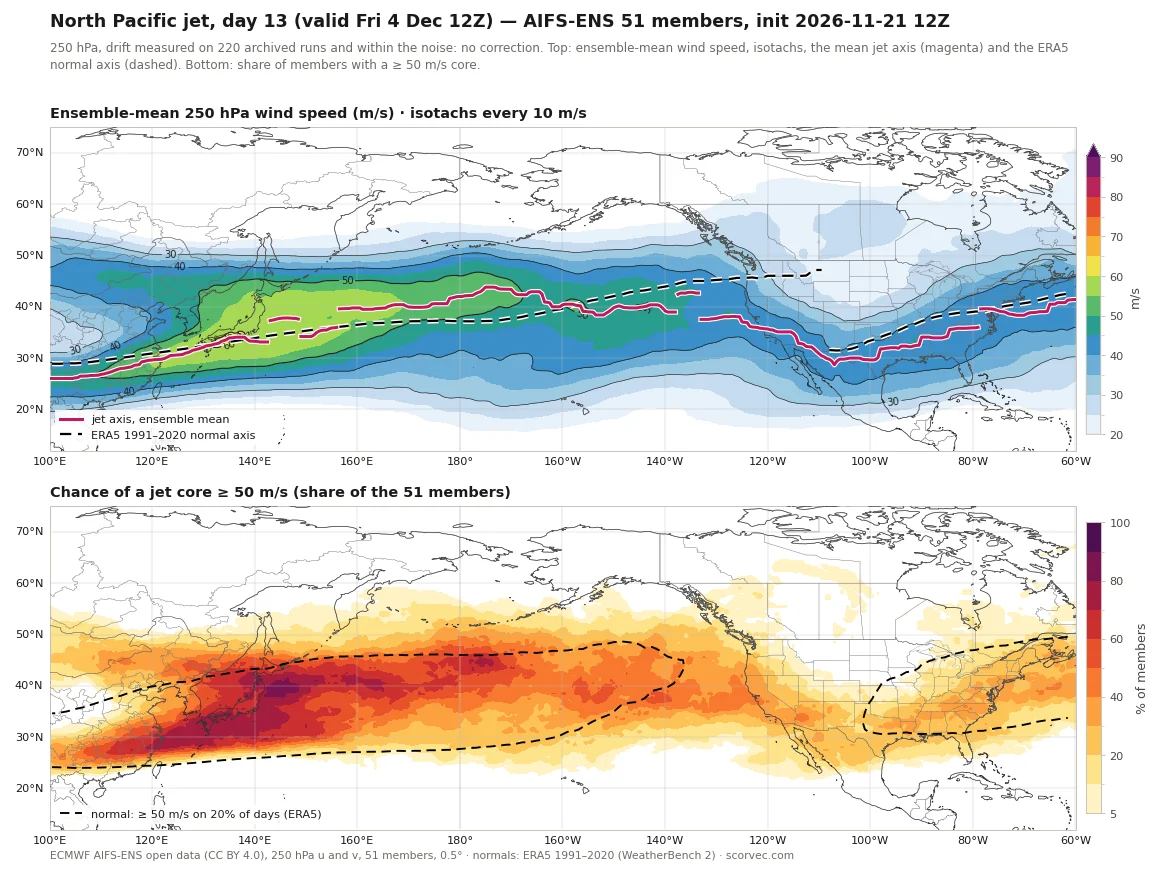 North Pacific jet, day 13 (valid Fri 4 Dec 12Z) — AIFS-ENS 51 members, init 2026-11-21 12Z
250 hPa, drift measured on 220 archived runs and within the noise: no correction. Top: ensemble-mean wind speed, isotachs, the mean jet axis (magenta) and the ERA5
normal axis (dashed). Bottom: share of members with a ≥ 50 m/s core.
Ensemble-mean 250 hPa wind speed (m/s) · isotachs every 10 m/s
70°N
60°N
50°N
40°N
30°N
20°N
30
40
50
30
40
40
30
jet axis, ensemble mean
ERA5 1991–2020 normal axis
100°E 120°E 140°E 160°E 180° 160°W 140°W 120°W 100°W 80°W 60°W
90
80
70
60
50
40
30
20
m/s
Chance of a jet core ≥ 50 m/s (share of the 51 members)
70°N
60°N
50°N
40°N
30°N
20°N
normal: ≥ 50 m/s on 20% of days (ERA5)
100°E 120°E 140°E 160°E 180° 160°W 140°W 120°W 100°W 80°W 60°W
100
80
60
40
20
5
% of members
ECMWF AIFS-ENS open data (CC BY 4.0), 250 hPa u and v, 51 members, 0.5° · normals: ERA5 1991–2020 (WeatherBench 2) · scorvec.com